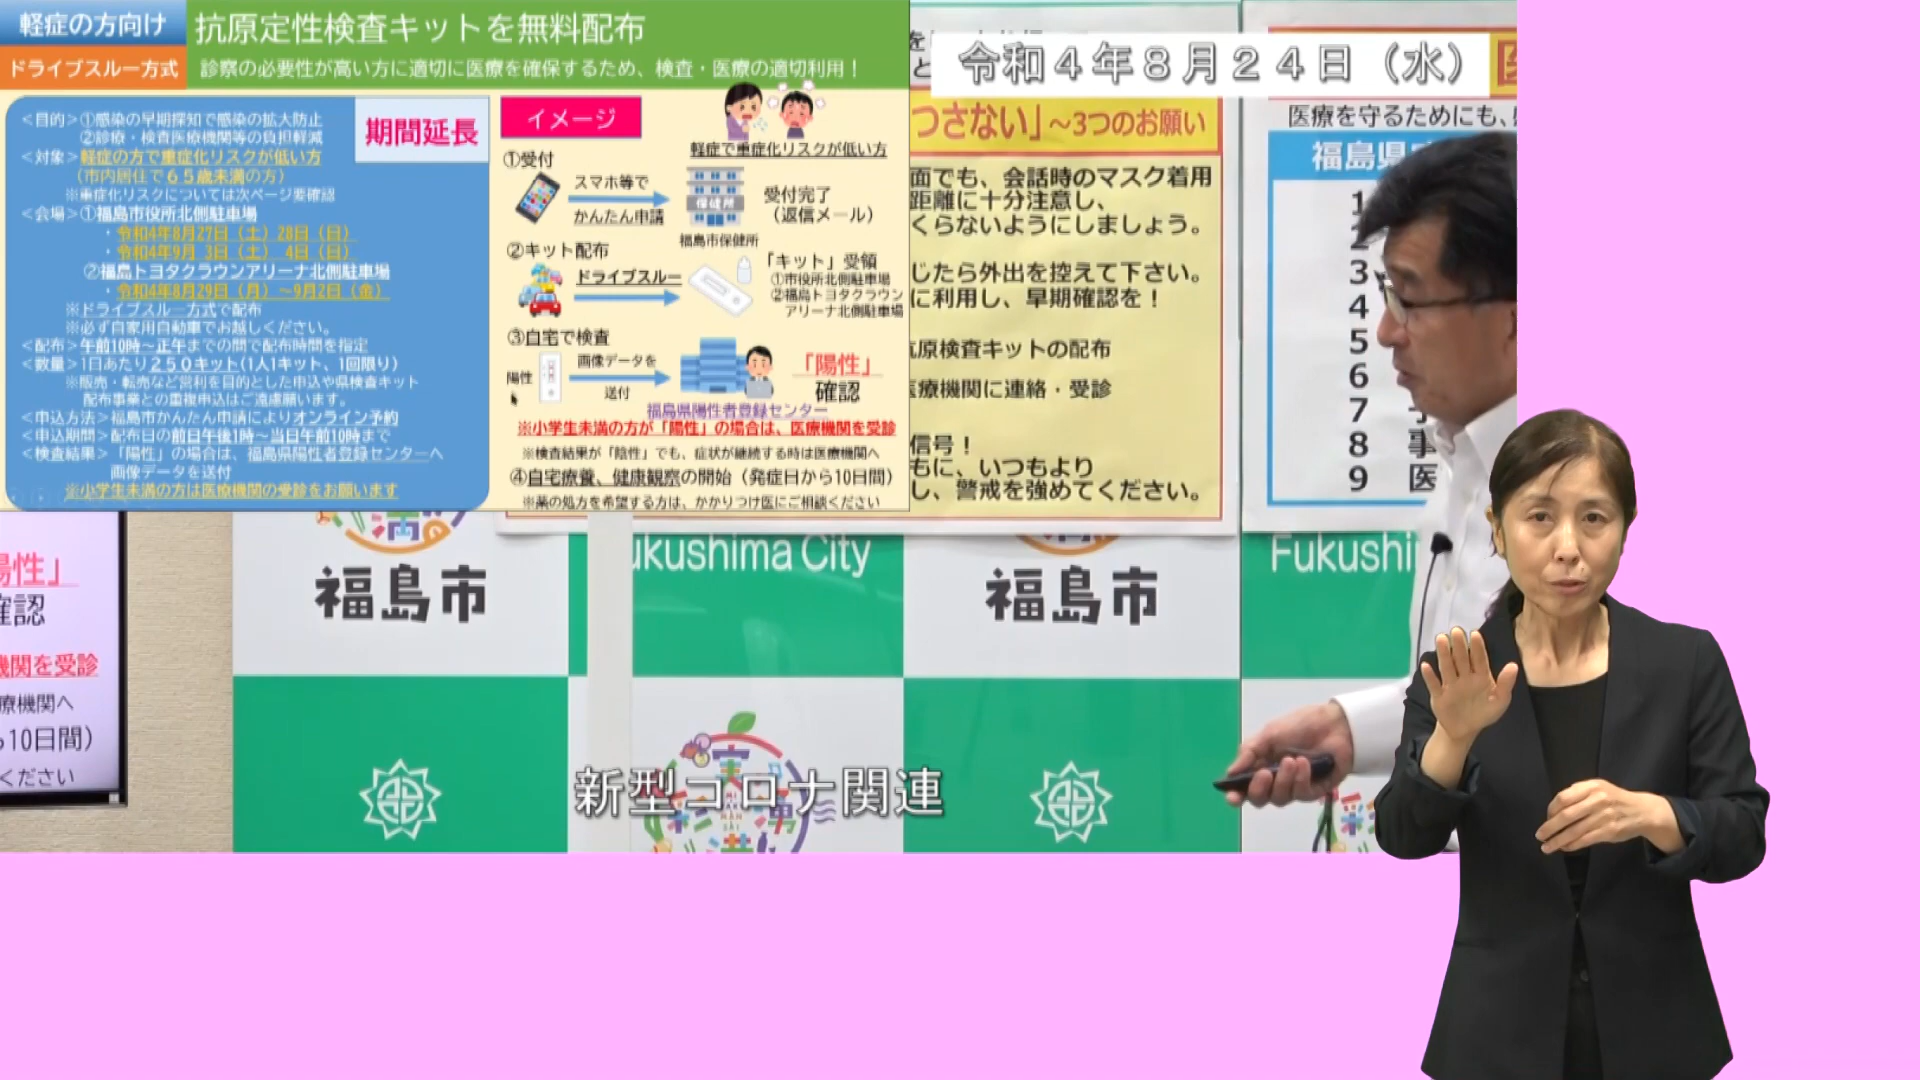 軽症の方向け
抗原定性検査キットを無料配布
ドライブスルー方式
診察の必要性が高い方に適切に医療を確保するため、検査・医療の適切利用！
令和４年８月２４日（水）
＜目的＞①感染の早期探知で感染の拡大防止
②診療・検査医療機関等の負担軽減
期間延長
＜対象＞軽症の方で重症化リスクが低い方
（市内居住で６５歳未満の方）
※重症化リスクについては次ページ要確認
＜会場＞①福島市役所北側駐車場
・令和4年8月27日（土）28日（日）
・令和4年9月 3日（土） 4日（日）
②福島トヨタクラウンアリーナ北側駐車場
・令和4年8月29日（月）～9月2日（金）
※ドライブスルー方式で配布
※必ず自家用自動車でお越しください。
＜配布＞午前10時～正午までの間で配布時間を指定
＜数量＞1日あたり２５０キット(1人1キット、1回限り)
※販売・転売など営利を目的とした申込や県検査キット
配布事業との重複申込はご遠慮願います。
＜申込方法＞福島市かんたん申請によりオンライン予約
＜申込期間＞配布日の前日午後1時～当日午前10時まで
＜検査結果＞「陽性」の場合は、福島県陽性者登録センターへ
画像データを送付
※小学生未満の方は医療機関の受診をお願います
イメージ
軽症で重症化リスクが低い方
①受付
スマホ等で
かんたん申請
保健所
福島市保健所
受付完了
（返信メール）
②キット配布
ドライブスルー
「キット」受領
①市役所北側駐車場
②福島トヨタクラウン
アリーナ北側駐車場
③自宅で検査
陽性
画像データを
送付
福島県陽性者登録センター
「陽性」
確認
※小学生未満の方が「陽性」の場合は、医療機関を受診
※検査結果が「陰性」でも、症状が継続する時は医療機関へ
④自宅療養、健康観察の開始（発症日から10日間）
※薬の処方を希望する方は、かかりつけ医にご相談ください
つさない」～3つのお願い
面でも、会話時のマスク着用
距離に十分注意し、
くらないようにしましょう。
じたら外出を控えて下さい。
に利用し、早期確認を！
抗原検査キットの配布
医療機関に連絡・受診
信号！
もに、いつもより
し、警戒を強めてください。
医療を守るためにも、
福島県
1
2
3
4
5
6
7
8 事
9 医
陽性」
確認
機関を受診
療機関へ
ら10日間）
ください
福島市
ukushima City
福島市
Fukushi
新型コロナ関連